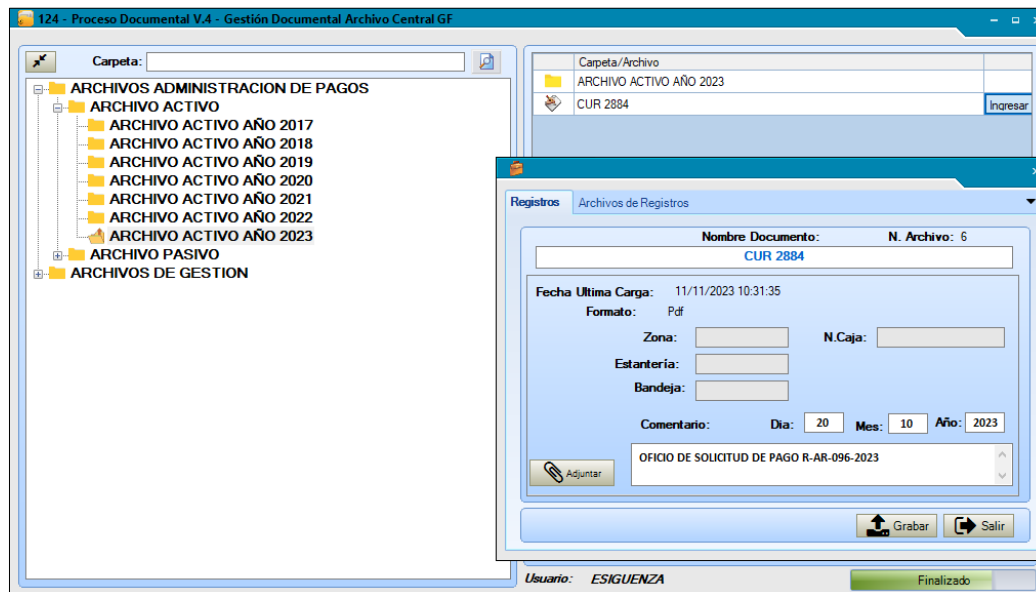 124 - Proceso Documental V.4 - Gestión Documental Archivo Central GF
Carpeta:
ARCHIVOS ADMINISTRACION DE PAGOS
ARCHIVO ACTIVO
ARCHIVO ACTIVO AÑO 2017
ARCHIVO ACTIVO AÑO 2018
ARCHIVO ACTIVO AÑO 2019
ARCHIVO ACTIVO AÑO 2020
ARCHIVO ACTIVO AÑO 2021
ARCHIVO ACTIVO AÑO 2022
ARCHIVO ACTIVO AÑO 2023
ARCHIVO PASIVO
ARCHIVOS DE GESTION
Carpeta/Archivo
ARCHIVO ACTIVO AÑO 2023
CUR 2884 Ingresar
Registros Archivos de Registros
Nombre Documento: N. Archivo: 6
CUR 2884
Fecha Ultima Carga: 11/11/2023 10:31:35
Formato: Pdf
Zona: N.Caja:
Estantería:
Bandeja:
Comentario: Dia: 20 Mes: 10 Año: 2023
OFICIO DE SOLICITUD DE PAGO R-AR-096-2023
Adjuntar
Grabar Salir
Usuario: ESIGUENZA Finalizado